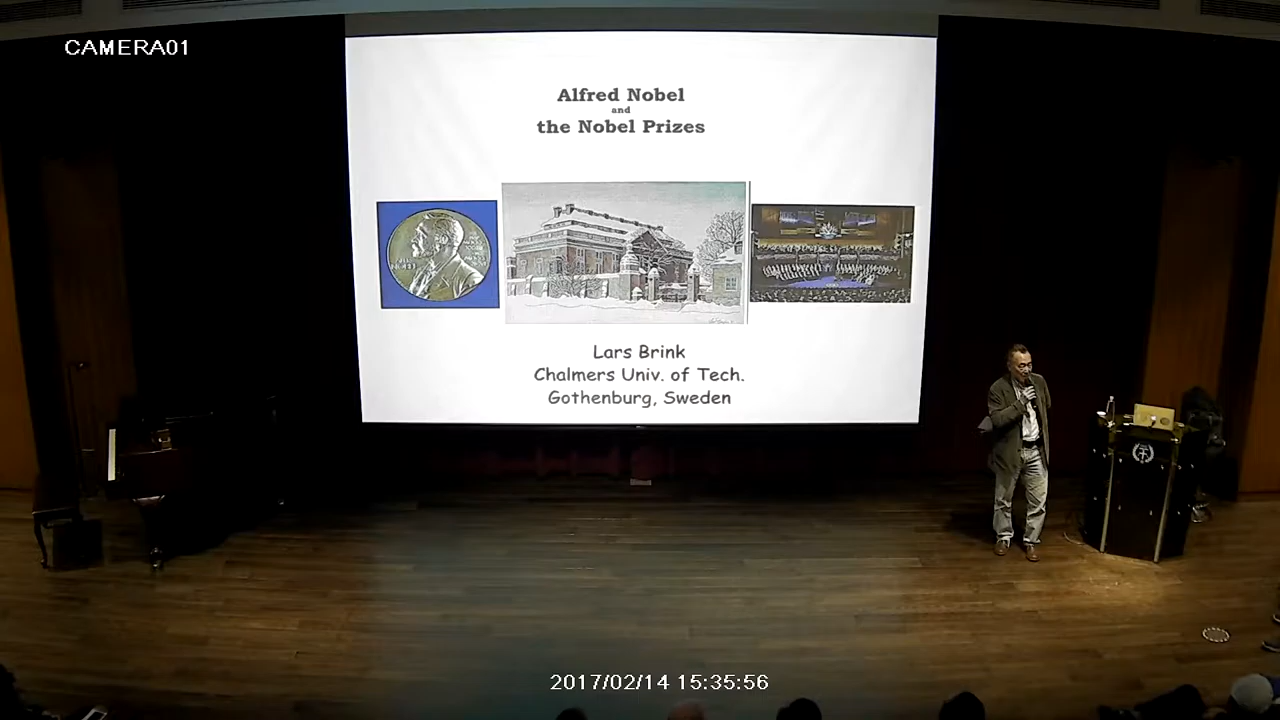 CAMERA01
Alfred Nobel
and
the Nobel Prizes
Lars Brink
Chalmers Univ. of Tech.
Gothenburg, Sweden
2017/02/14 15:35:56